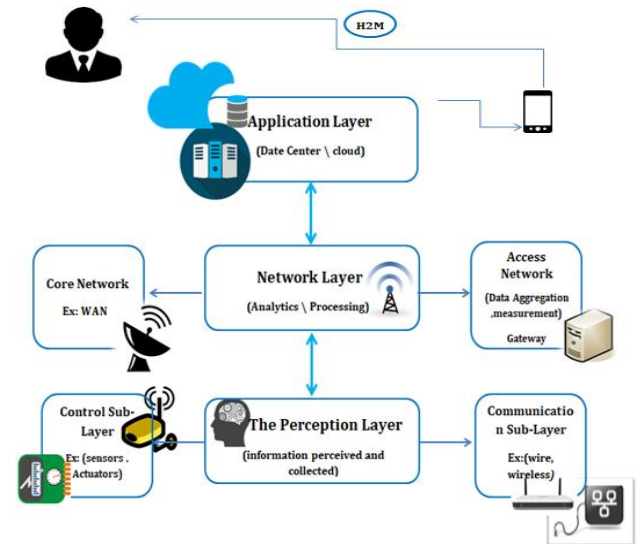 H2M
Application Layer
(Date Center \ cloud)
Core Network
Ex: WAN
Network Layer
(Analytics \ Processing)
Access
Network
(Data Aggregation
,measurement)
Gateway
Control Sub-
Layer
Ex: (sensors ,
Actuators)
The Perception Layer
(information perceived and
collected)
Communicatio
n Sub-Layer
Ex:(wire,
wireless)